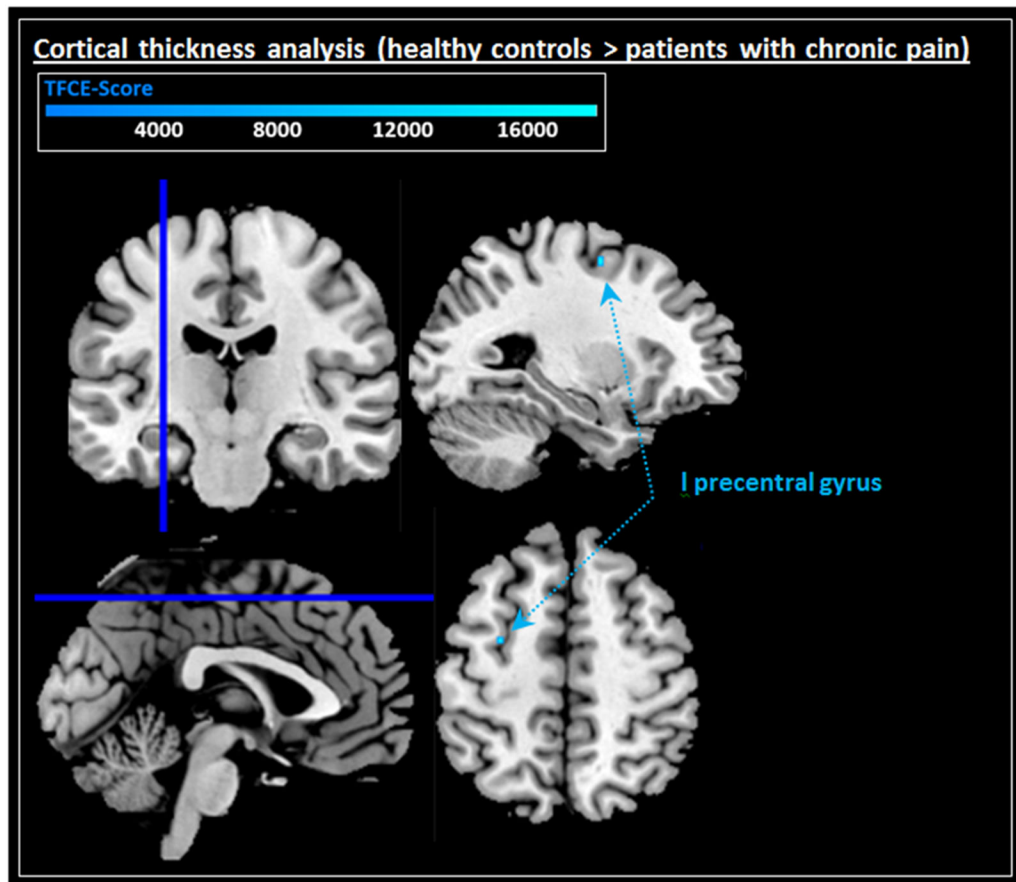 Cortical thickness analysis (healthy controls > patients with chronic pain)
TFCE-Score
4000 8000 12000 16000
l precentral gyrus